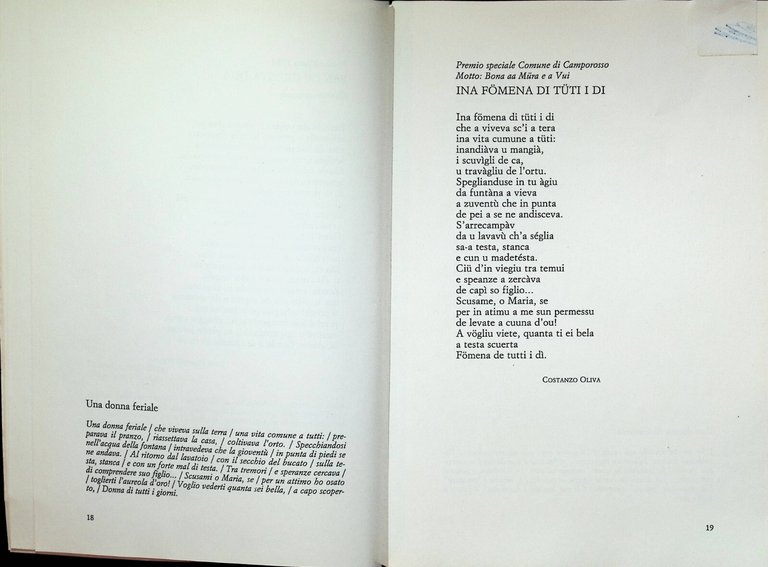 Una donna feriale
Una donna feriale / che viveva sulla terra / una vita comune a tutti: / pre-
parava il pranzo, / riassettava la casa, / coltivava l'orto. / Specchiandosi
nell'acqua della fontana / intravedeva che la gioventù / in punta di piedi se
ne andava. / Al ritorno dal lavatoio / con il secchio del bucato / sulla te-
sta, stanca / e con un forte mal di testa. / Tra tremori / e speranze cercava /
di comprendere suo figlio... / Scusami o Maria, se / per un attimo ho osato
/ toglierti l'aureola d'oro! / Voglio vederti quanta sei bella, / a capo scoper-
to, / Donna di tutti i giorni.
18
Premio speciale Comune di Camporosso
Motto: Bona aa Müra e a Vui
INA FÖMENA DI TÜTI I DI
Ina fömena di tüti i di
che a viveva sc'i a tera
ina vita cumune a tüti:
inandiàva u mangià,
i scuvìgli de ca,
u travàgliu de l'ortu.
Spegliànduse in tu àgiu
da funtàna a vieva
a zuventù che in punta
de pei a se ne andisceva.
S'arrecampàv
da u lavavù ch'a séglia
sa-a testa, stanca
e cun u madetésta.
Ciü d'in viegiu tra temui
e speanze a zercàva
de capì so figlio...
Scusame, o Maria, se
per in atimu a me sun permessu
de levate a cuuna d'ou!
A vögliu viete, quanta ti ei bela
a testa scuerta
Fömena de tutti i dì.
COSTANZO OLIVA
19